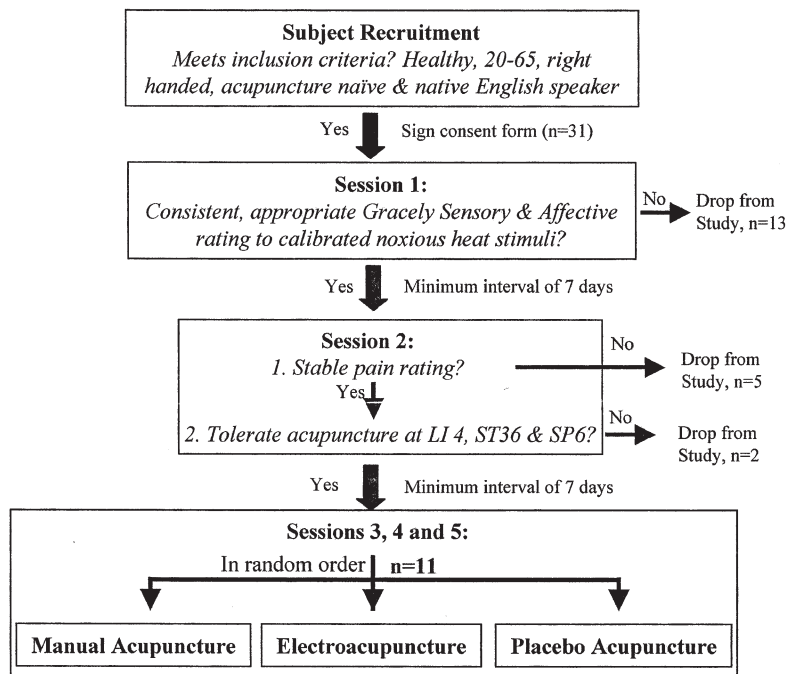 Subject Recruitment
Meets inclusion criteria? Healthy, 20-65, right
handed, acupuncture naïve & native English speaker
Yes
Sign consent form (n=31)
Session 1:
Consistent, appropriate Gracely Sensory & Affective
rating to calibrated noxious heat stimuli?
No
Drop from
Study, n=13
Yes
Minimum interval of 7 days
Session 2:
1. Stable pain rating?
No
Drop from
Study, n=5
Yes
2. Tolerate acupuncture at LI 4, ST36 & SP6?
No
Drop from
Study, n=2
Yes
Minimum interval of 7 days
Sessions 3, 4 and 5:
In random order
n=11
Manual Acupuncture
Electroacupuncture
Placebo Acupuncture